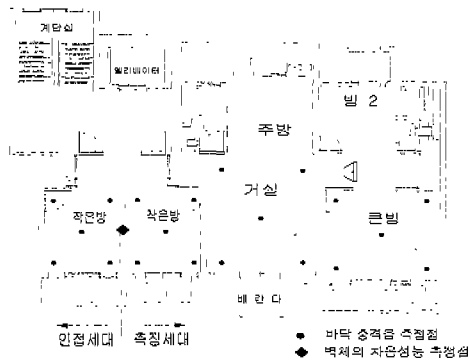 계단실
엘리베이터
방 2
주방
거실
작은방
작은방
큰방
베란다
인접세대
측정세대
바닥 충격음 측정점
벽체의 차음성능 측정점